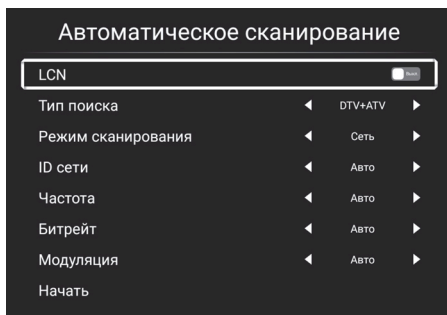 Автоматическое сканирование
LCN
Тип поиска DTV+ATV
Режим сканирования Сеть
ID сети Авто
Частота Авто
Битрейт Авто
Модуляция Авто
Начать